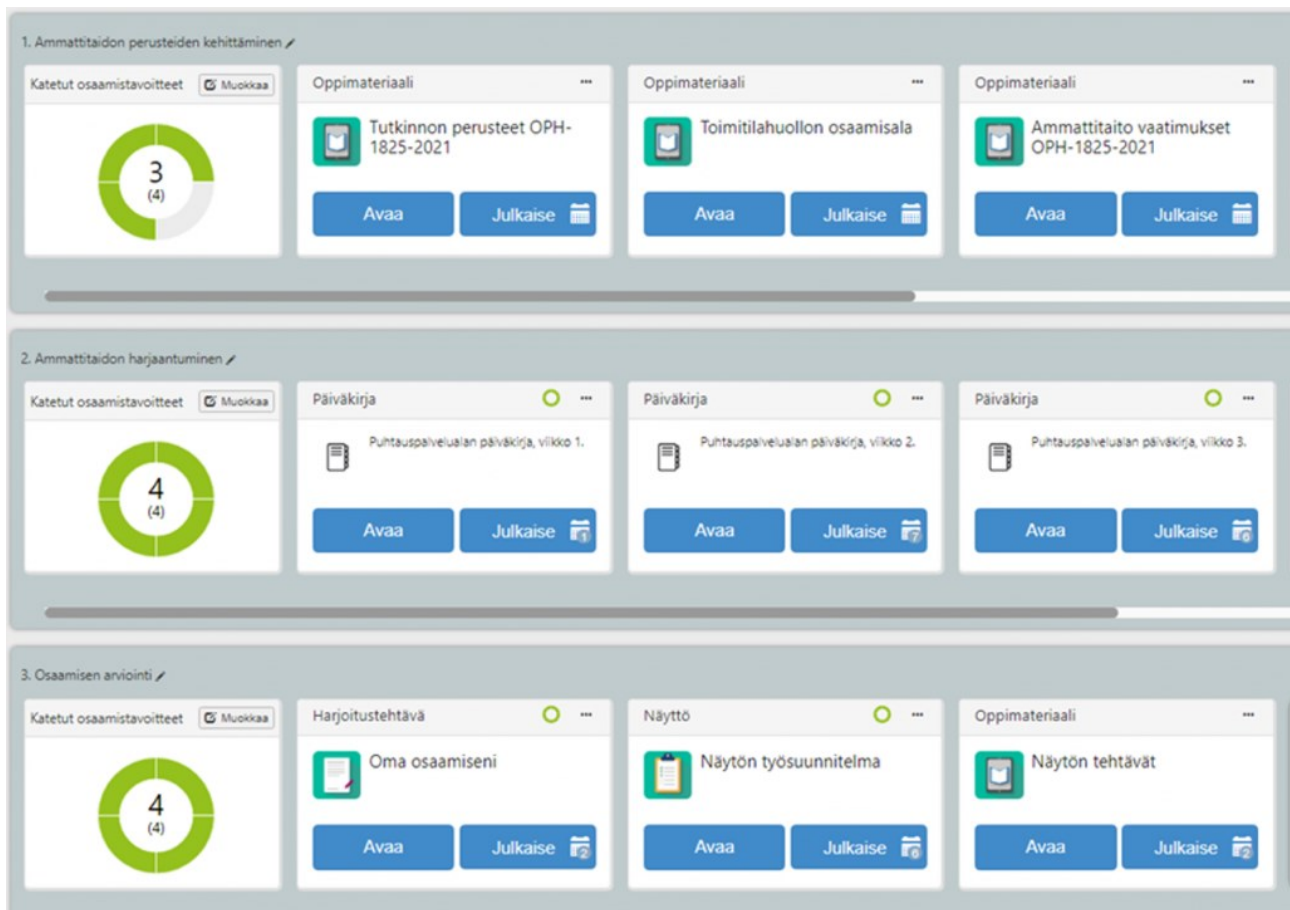 1. Ammattitaidon perusteiden kehittäminen
Katetut osaamistavoitteet
Muokkaa
3
(4)
Oppimateriaali
Tutkinnon perusteet OPH-
1825-2021
Avaa
Julkaise
Oppimateriaali
Toimitilahuollon osaamisala
Avaa
Julkaise
Oppimateriaali
Ammattitaito vaatimukset
OPH-1825-2021
Avaa
Julkaise
2. Ammattitaidon harjaantuminen
Katetut osaamistavoitteet
Muokkaa
4
(4)
Päiväkirja
Puhtauspalvelualan päiväkirja, viikko 1.
Avaa
Julkaise
1
Päiväkirja
Puhtauspalvelualan päiväkirja, viikko 2.
Avaa
Julkaise
7
Päiväkirja
Puhtauspalvelualan päiväkirja, viikko 3.
Avaa
Julkaise
3. Osaamisen arviointi
Katetut osaamistavoitteet
Muokkaa
4
(4)
Harjoitustehtävä
Oma osaamiseni
Avaa
Julkaise
2
Näyttö
Näytön työsuunnitelma
Avaa
Julkaise
Oppimateriaali
Näytön tehtävät
Avaa
Julkaise
2